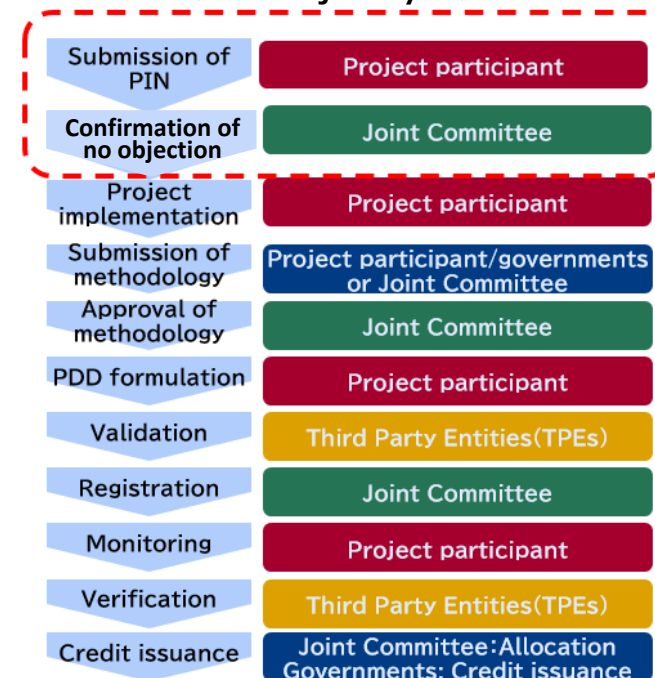 Submission of
PIN
Project participant
Confirmation of
no objection
Joint Committee
Project
implementation
Project participant
Submission of
methodology
Project participant/governments
or Joint Committee
Approval of
methodology
Joint Committee
PDD formulation
Project participant
Validation
Third Party Entities(TPEs)
Registration
Joint Committee
Monitoring
Project participant
Verification
Third Party Entities(TPEs)
Credit issuance
Joint Committee:Allocation
Governments: Credit issuance